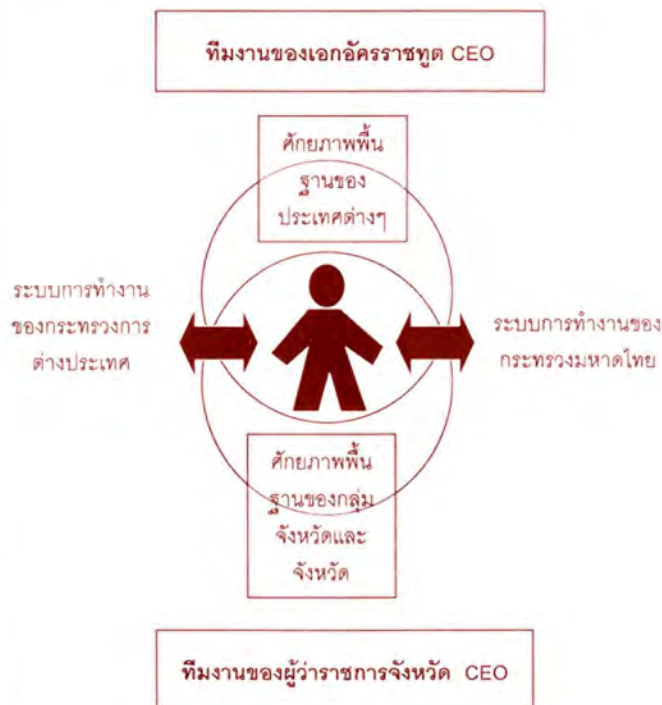 ทีมงานของเอกอัครราชทูต CEO
ศักยภาพพื้น
ฐานของ
ประเทศต่างๆ
ระบบการทำงาน
ของกระทรวงการ
ต่างประเทศ
ระบบการทำงานของ
กระทรวงมหาดไทย
ศักยภาพพื้น
ฐานของกลุ่ม
จังหวัดและ
จังหวัด
ทีมงานของผู้ว่าราชการจังหวัด CEO